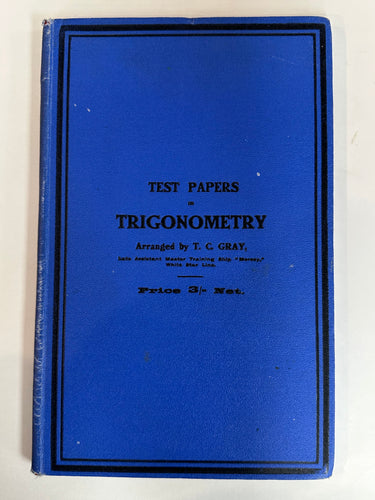 TEST PAPERS
in
TRIGONOMETRY
Arranged by T. C. GRAY,
Late Assistant Master Training Ship "Mersey,"
White Star Line.
Price 3/- Net.